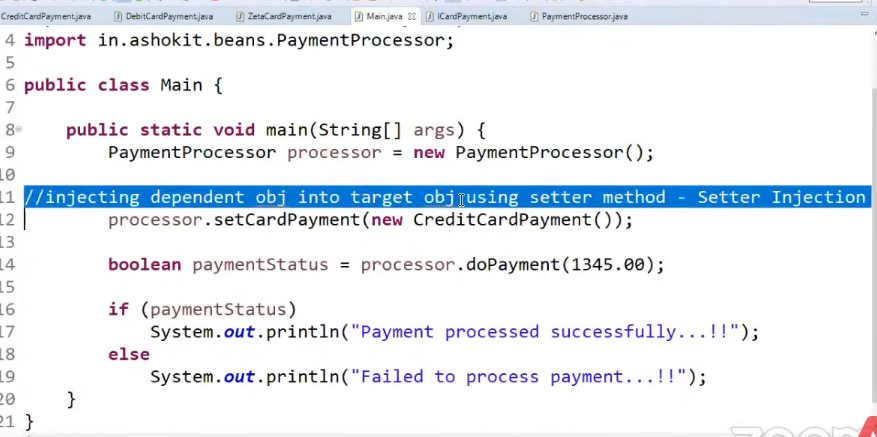 CreditCardPayment.java DebitCardPayment.java ZetaCardPayment.java Main.java ICardPayment.java PaymentProcessor.java
4 import in.ashokit.beans.PaymentProcessor;
5
6 public class Main {
7
8 public static void main(String[] args) {
9 PaymentProcessor processor = new PaymentProcessor();
10
11 //injecting dependent obj into target obj using setter method - Setter Injection
12 processor.setCardPayment(new CreditCardPayment());
13
14 boolean paymentStatus = processor.doPayment(1345.00);
15
16 if (paymentStatus)
17 System.out.println("Payment processed successfully...!!");
18 else
19 System.out.println("Failed to process payment...!!");
20 }
21 }
zoom